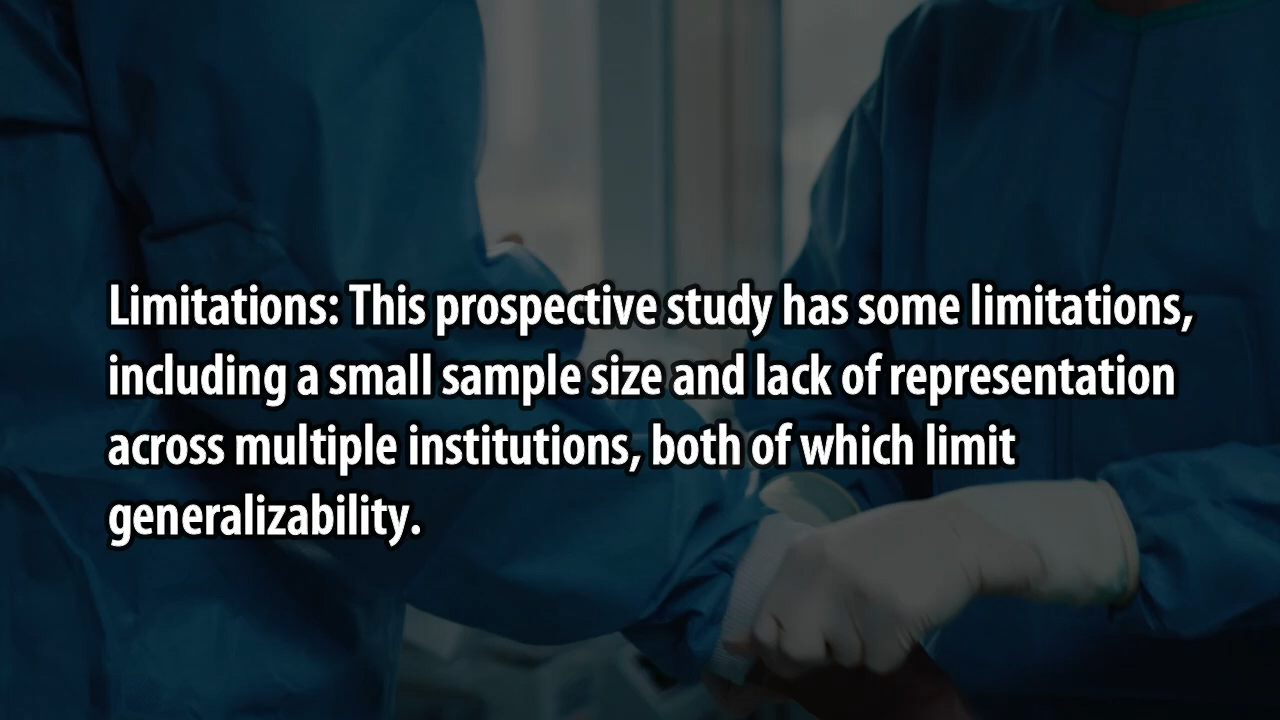 Limitations: This prospective study has some limitations,
including a small sample size and lack of representation
across multiple institutions, both of which limit
generalizability.